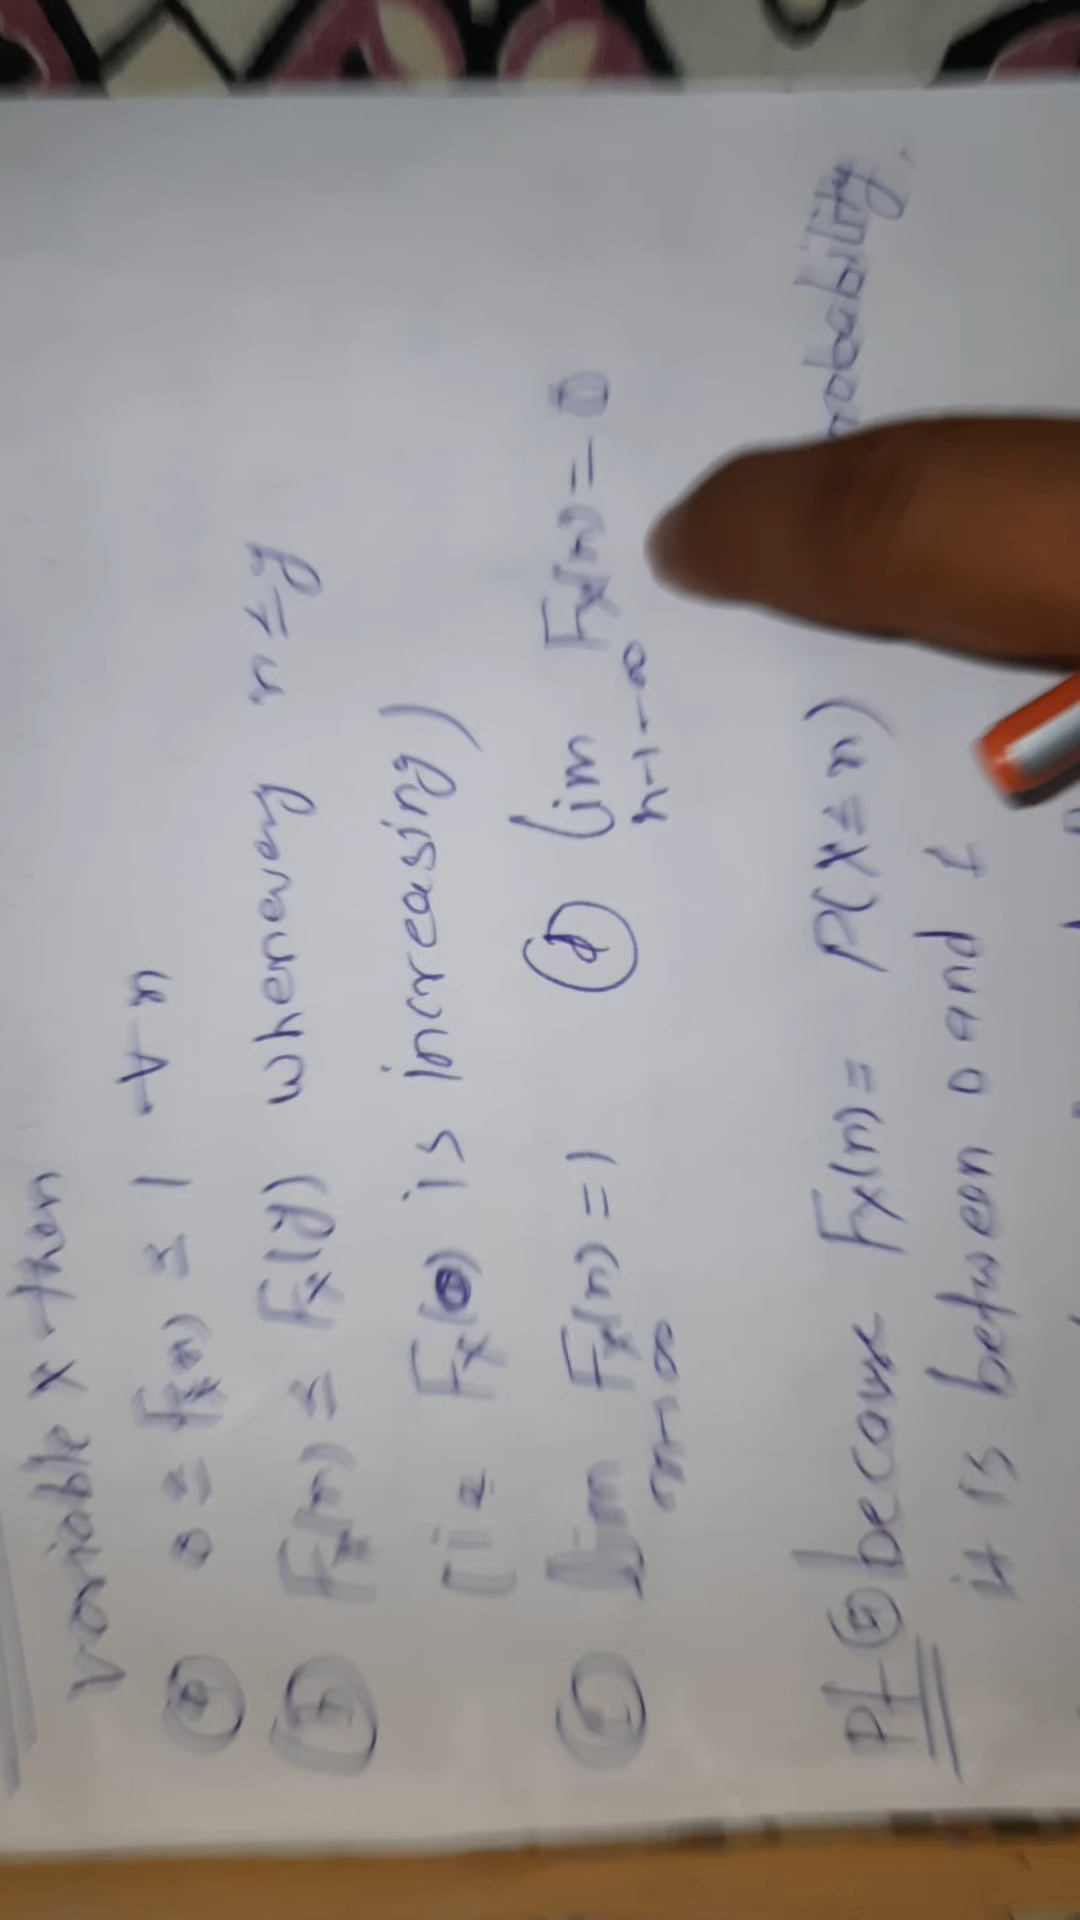 variable X then
ⓐ 0 ≤ Fx(x) ≤ 1 ∀ x
ⓑ Fx(x) ≤ Fx(y) whenever x ≤ y
(ie Fx() is increasing)
ⓒ lim x→∞ Fx(x) = 1 ⓓ lim x→-∞ Fx(x) = 0
Pf ⓐ because Fx(x) = P(X ≤ x)
it is between 0 and 1